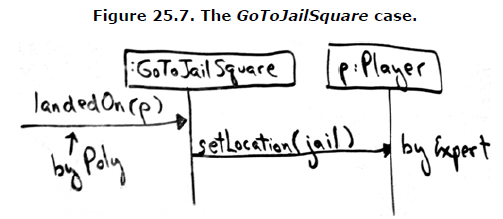 Figure 25.7. The GoToJailSquare case.
:GoToJailSquare
p:Player
landedOn(p)
by Poly
setLocation(jail)
by Expert